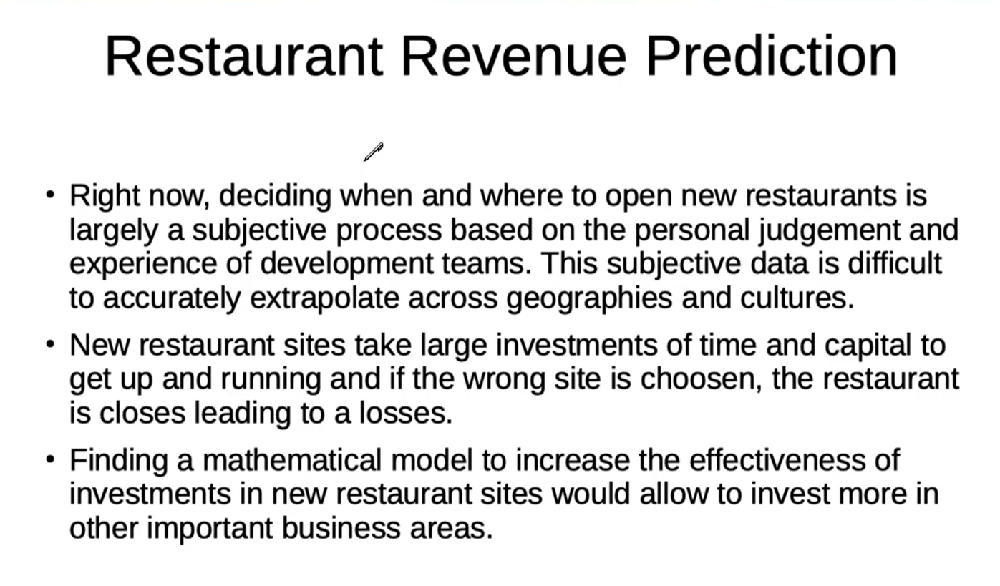 Restaurant Revenue Prediction
• Right now, deciding when and where to open new restaurants is
largely a subjective process based on the personal judgement and
experience of development teams. This subjective data is difficult
to accurately extrapolate across geographies and cultures.
• New restaurant sites take large investments of time and capital to
get up and running and if the wrong site is choosen, the restaurant
is closes leading to a losses.
• Finding a mathematical model to increase the effectiveness of
investments in new restaurant sites would allow to invest more in
other important business areas.